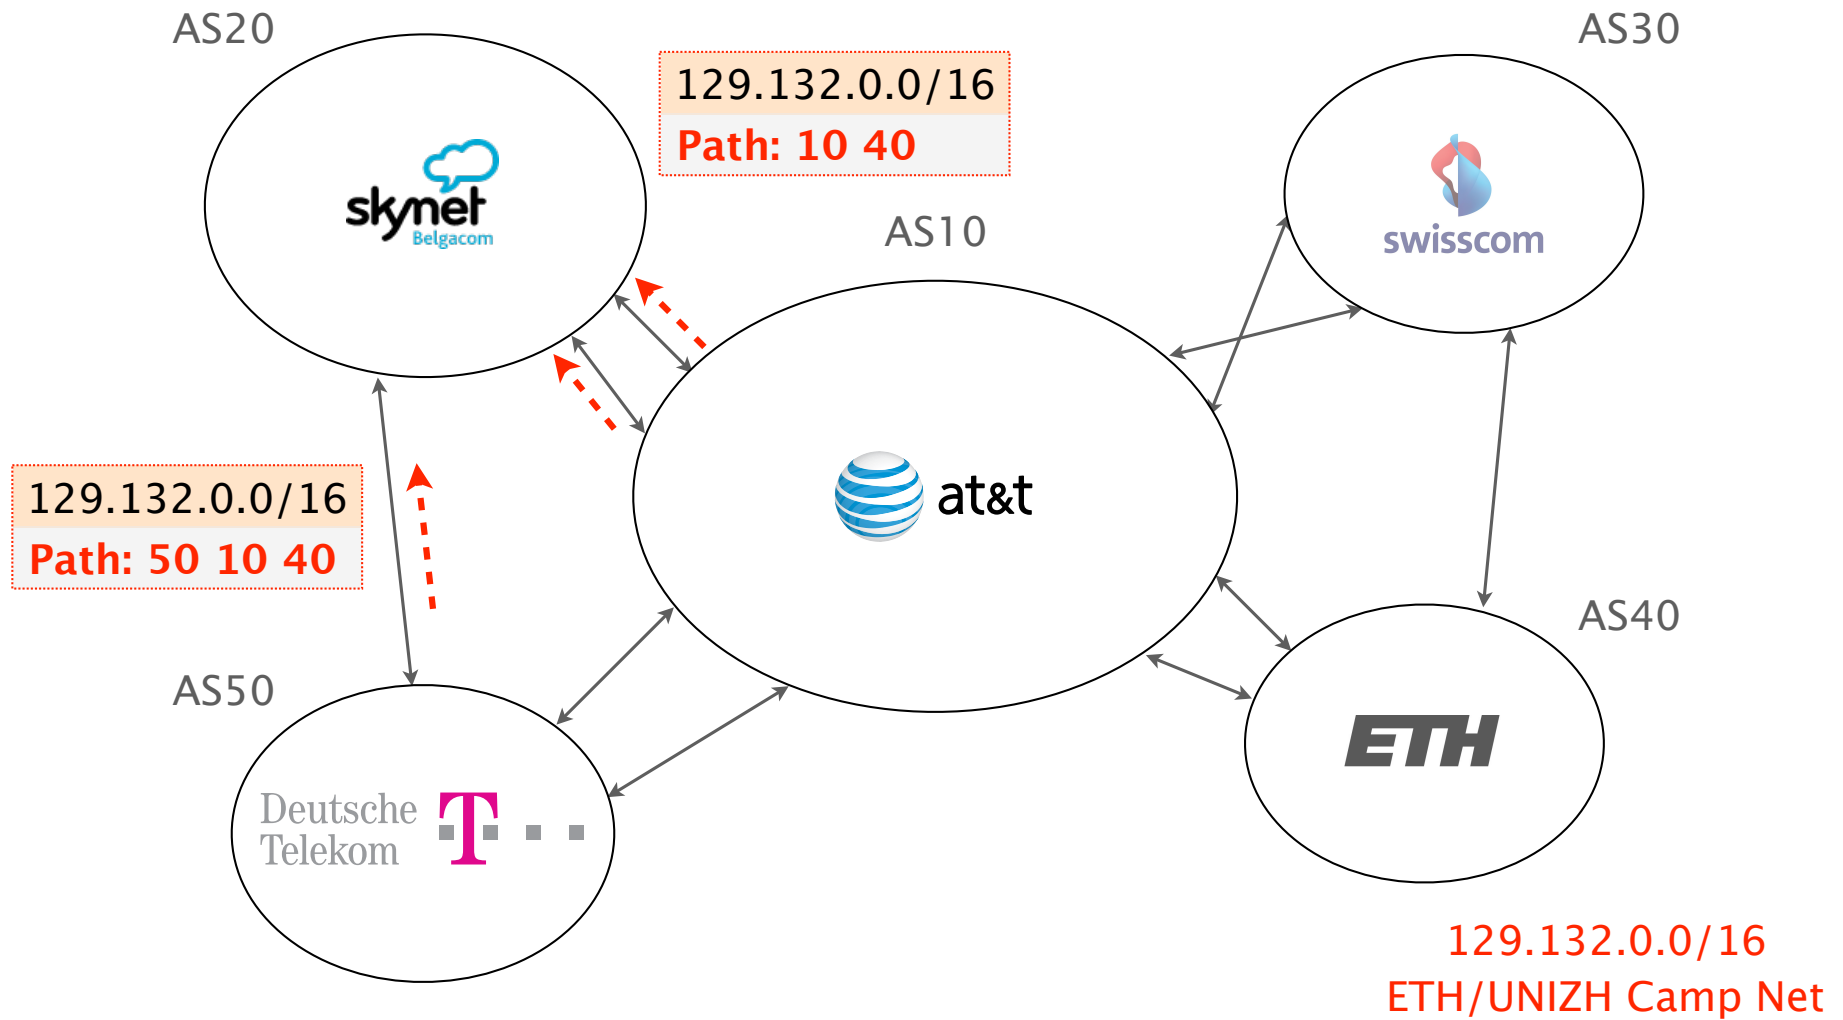 AS20
129.132.0.0/16
Path: 10 40
AS30
skynet
Belgacom
swisscom
AS10
at&t
129.132.0.0/16
Path: 50 10 40
AS50
AS40
ETH
Deutsche
Telekom
T
129.132.0.0/16
ETH/UNIZH Camp Net